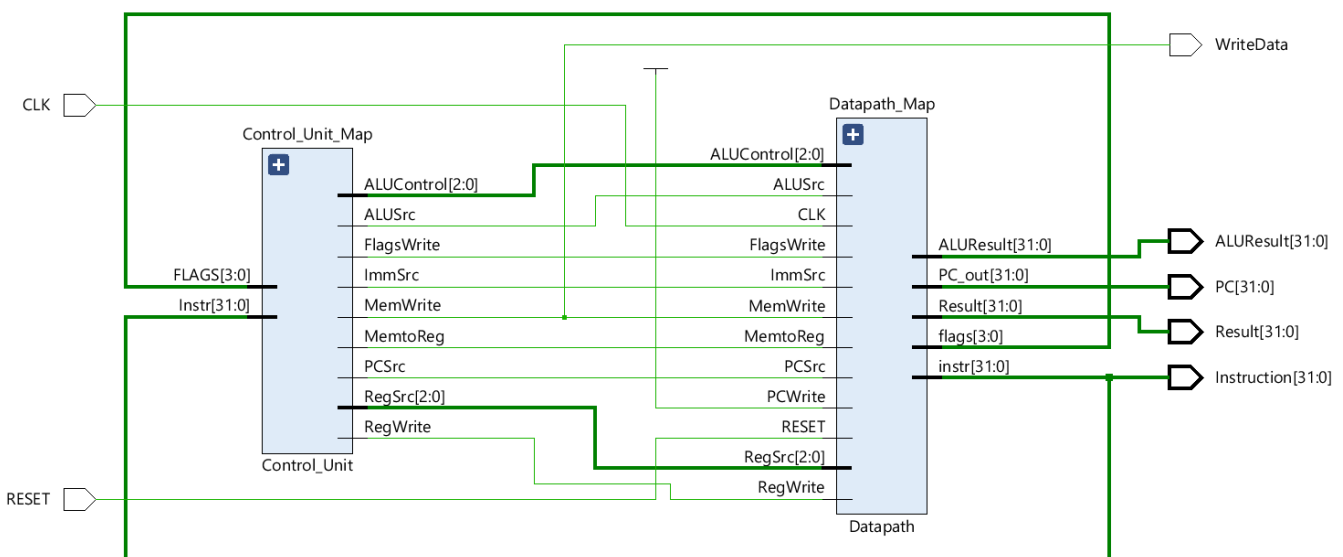 WriteData
CLK
Control_Unit_Map
ALUControl[2:0]
ALUSrc
FlagsWrite
ImmSrc
MemWrite
MemtoReg
PCSrc
RegSrc[2:0]
RegWrite
FLAGS[3:0]
Instr[31:0]
Control_Unit
RESET
Datapath_Map
ALUControl[2:0]
ALUSrc
CLK
FlagsWrite
ImmSrc
MemWrite
MemtoReg
PCSrc
PCWrite
RESET
RegSrc[2:0]
RegWrite
ALUResult[31:0]
PC_out[31:0]
Result[31:0]
flags[3:0]
instr[31:0]
Datapath
ALUResult[31:0]
PC[31:0]
Result[31:0]
Instruction[31:0]